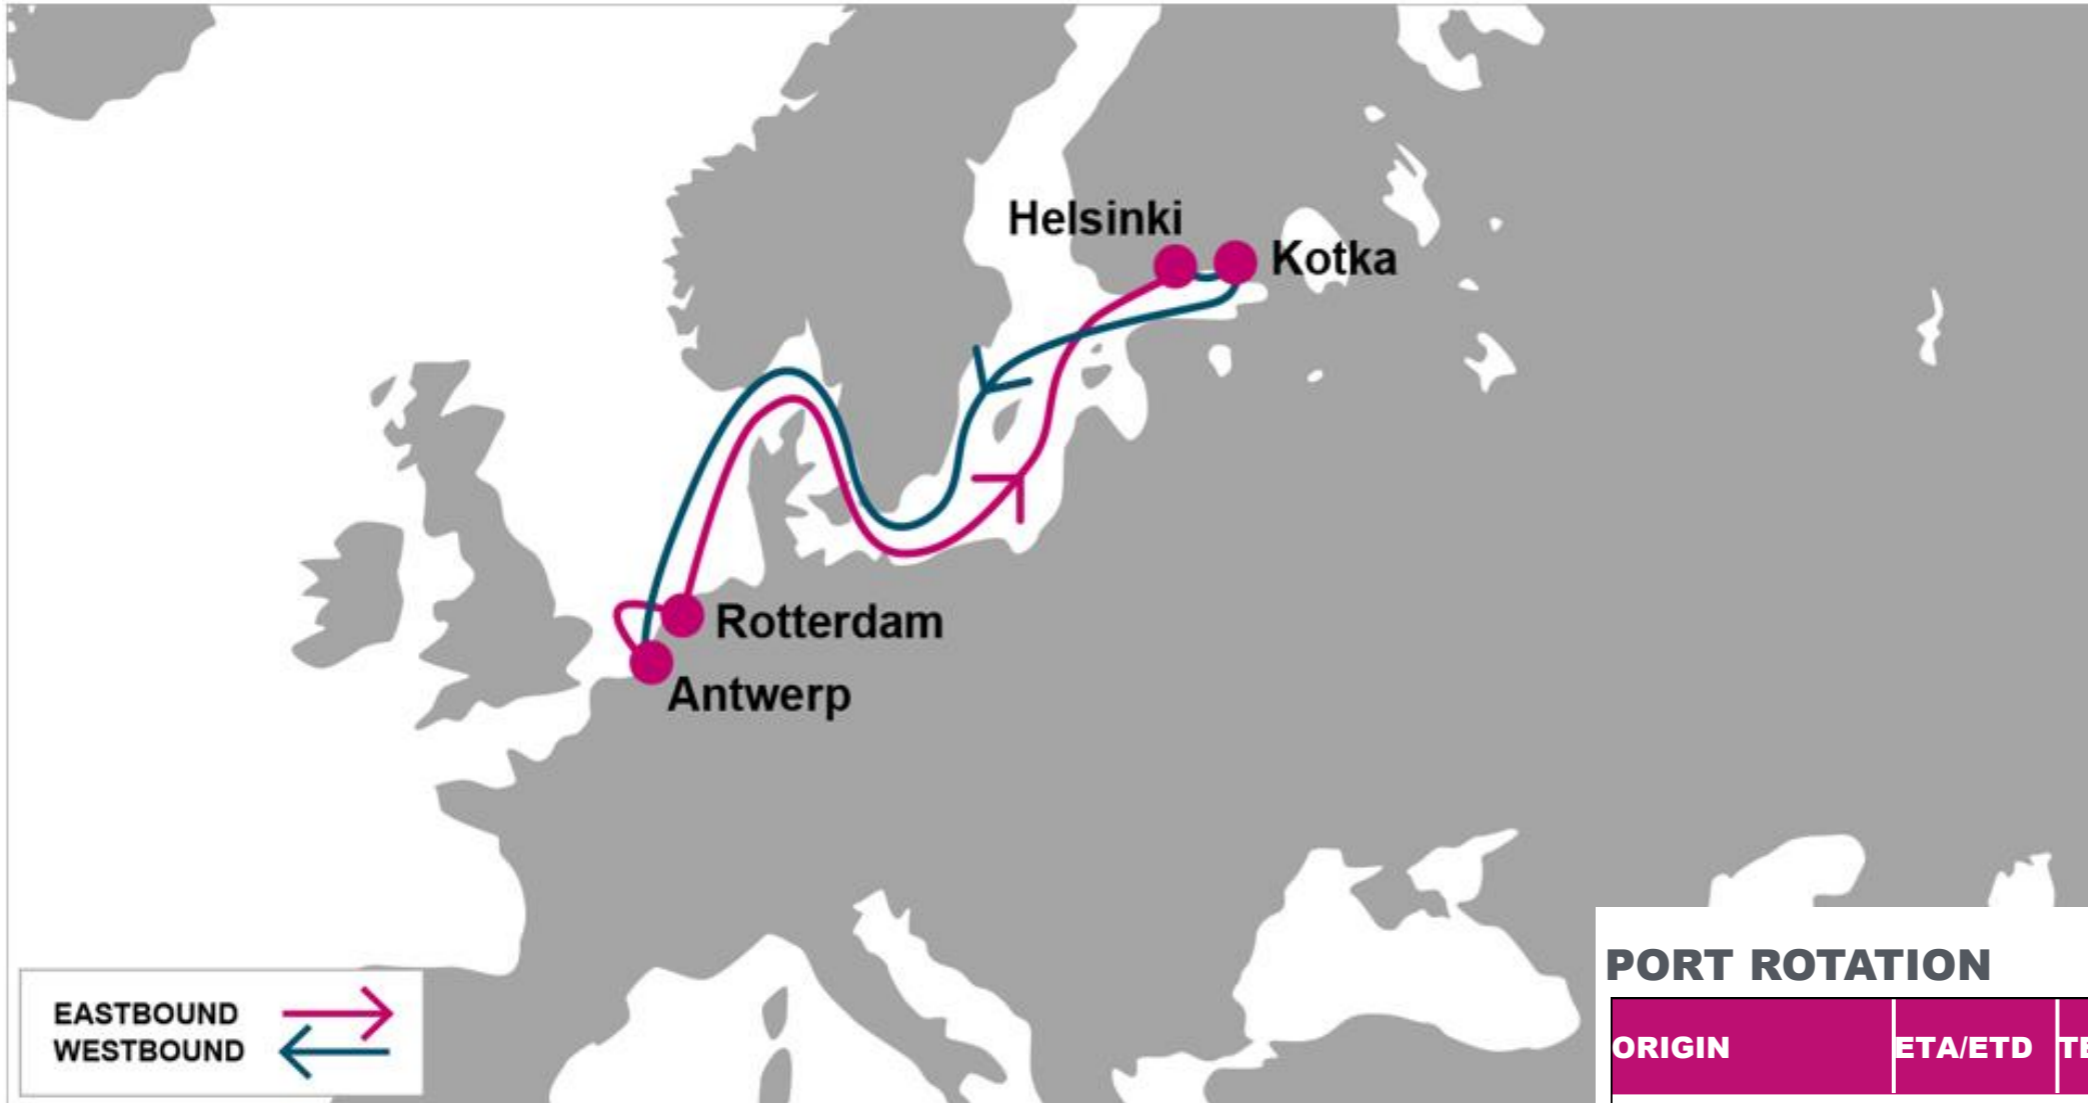 Helsinki
Kotka
Rotterdam
Antwerp
EASTBOUND
WESTBOUND
PORT ROTATION
ORIGIN ETA/ETD